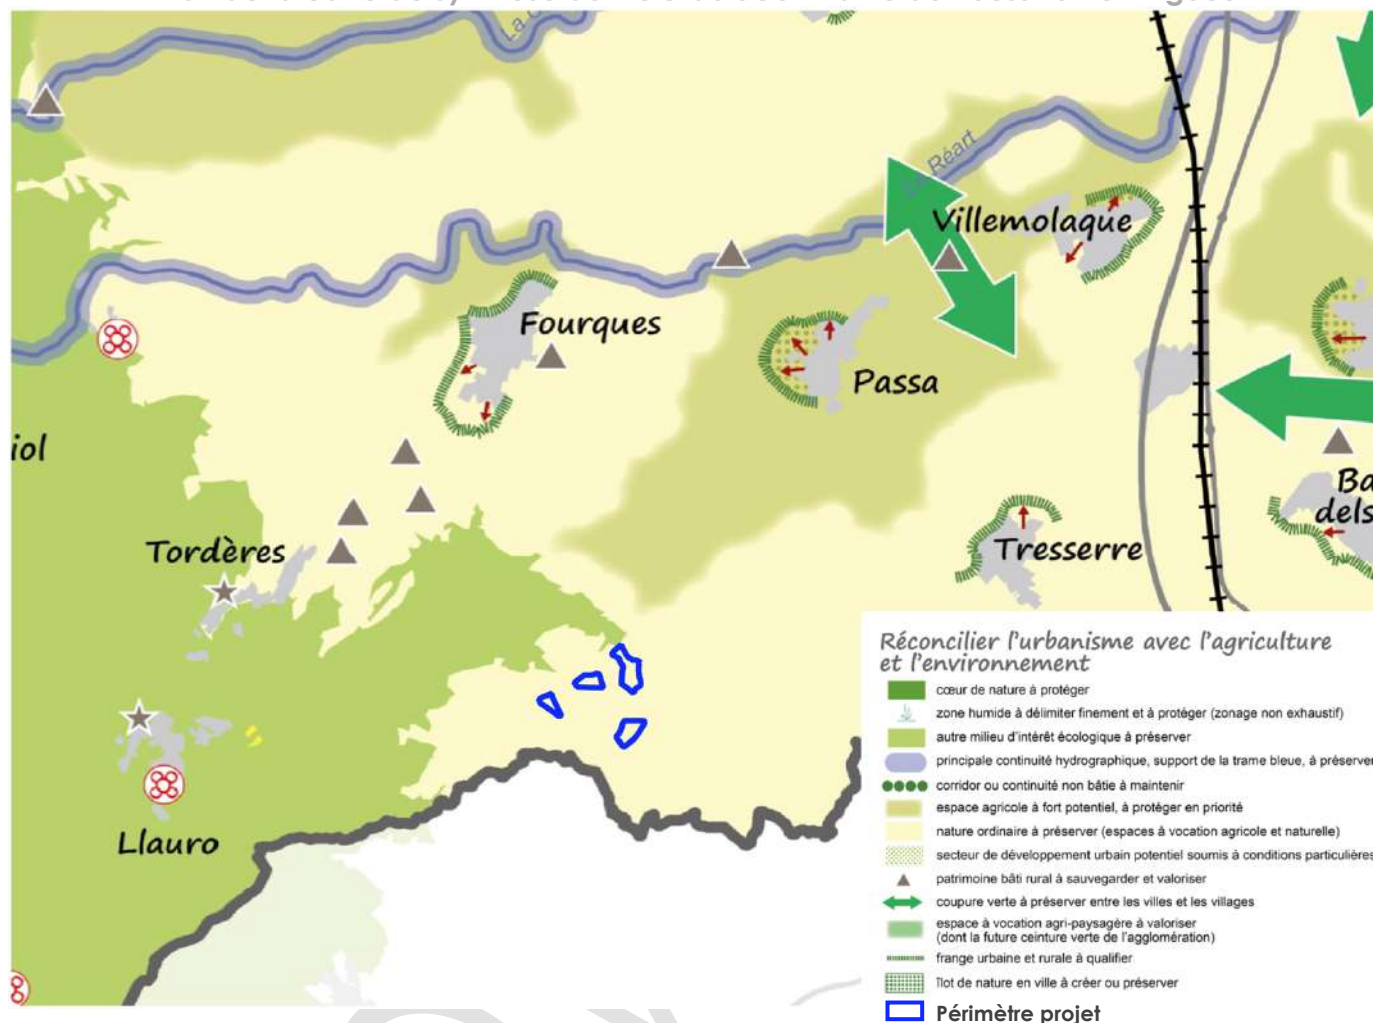 La
Le Réart
Villemolaque
Fourques
Passa
iol
Ba
dels
Tordères
Tresserre
Llauro
Réconcilier l'urbanisme avec l'agriculture
et l'environnement
cœur de nature à protéger
zone humide à délimiter finement et à protéger (zonage non exhaustif)
autre milieu d'intérêt écologique à préserver
principale continuité hydrographique, support de la trame bleue, à préserver
corridor ou continuité non bâtie à maintenir
espace agricole à fort potentiel, à protéger en priorité
nature ordinaire à préserver (espaces à vocation agricole et naturelle)
secteur de développement urbain potentiel soumis à conditions particulières
patrimoine bâti rural à sauvegarder et valoriser
coupure verte à préserver entre les villes et les villages
espace à vocation agri-paysagère à valoriser
(dont la future ceinture verte de l'agglomération)
frange urbaine et rurale à qualifier
îlot de nature en ville à créer ou préserver
Périmètre projet